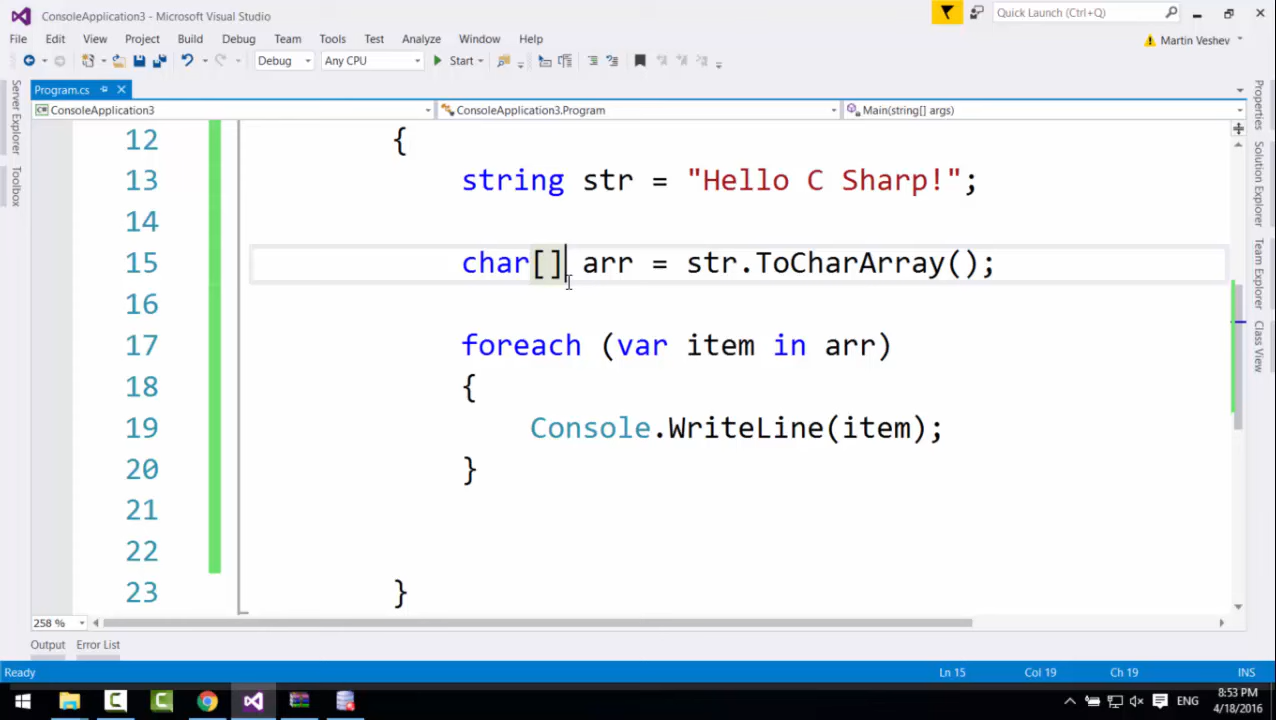 ConsoleApplication3 - Microsoft Visual Studio
Quick Launch (Ctrl+Q)
File Edit View Project Build Debug Team Tools Test Analyze Window Help
Martin Veshev
Debug Any CPU Start
Program.cs
ConsoleApplication3 ConsoleApplication3.Program Main(string[] args)
Server Explorer
Toolbox
Properties
Solution Explorer
Team Explorer
Class View
12 {
13 string str = "Hello C Sharp!";
14
15 char[] arr = str.ToCharArray();
16
17 foreach (var item in arr)
18 {
19 Console.WriteLine(item);
20 }
21
22
23 }
258 %
Output Error List
Ready Ln 15 Col 19 Ch 19 INS
ENG
8:53 PM
4/18/2016